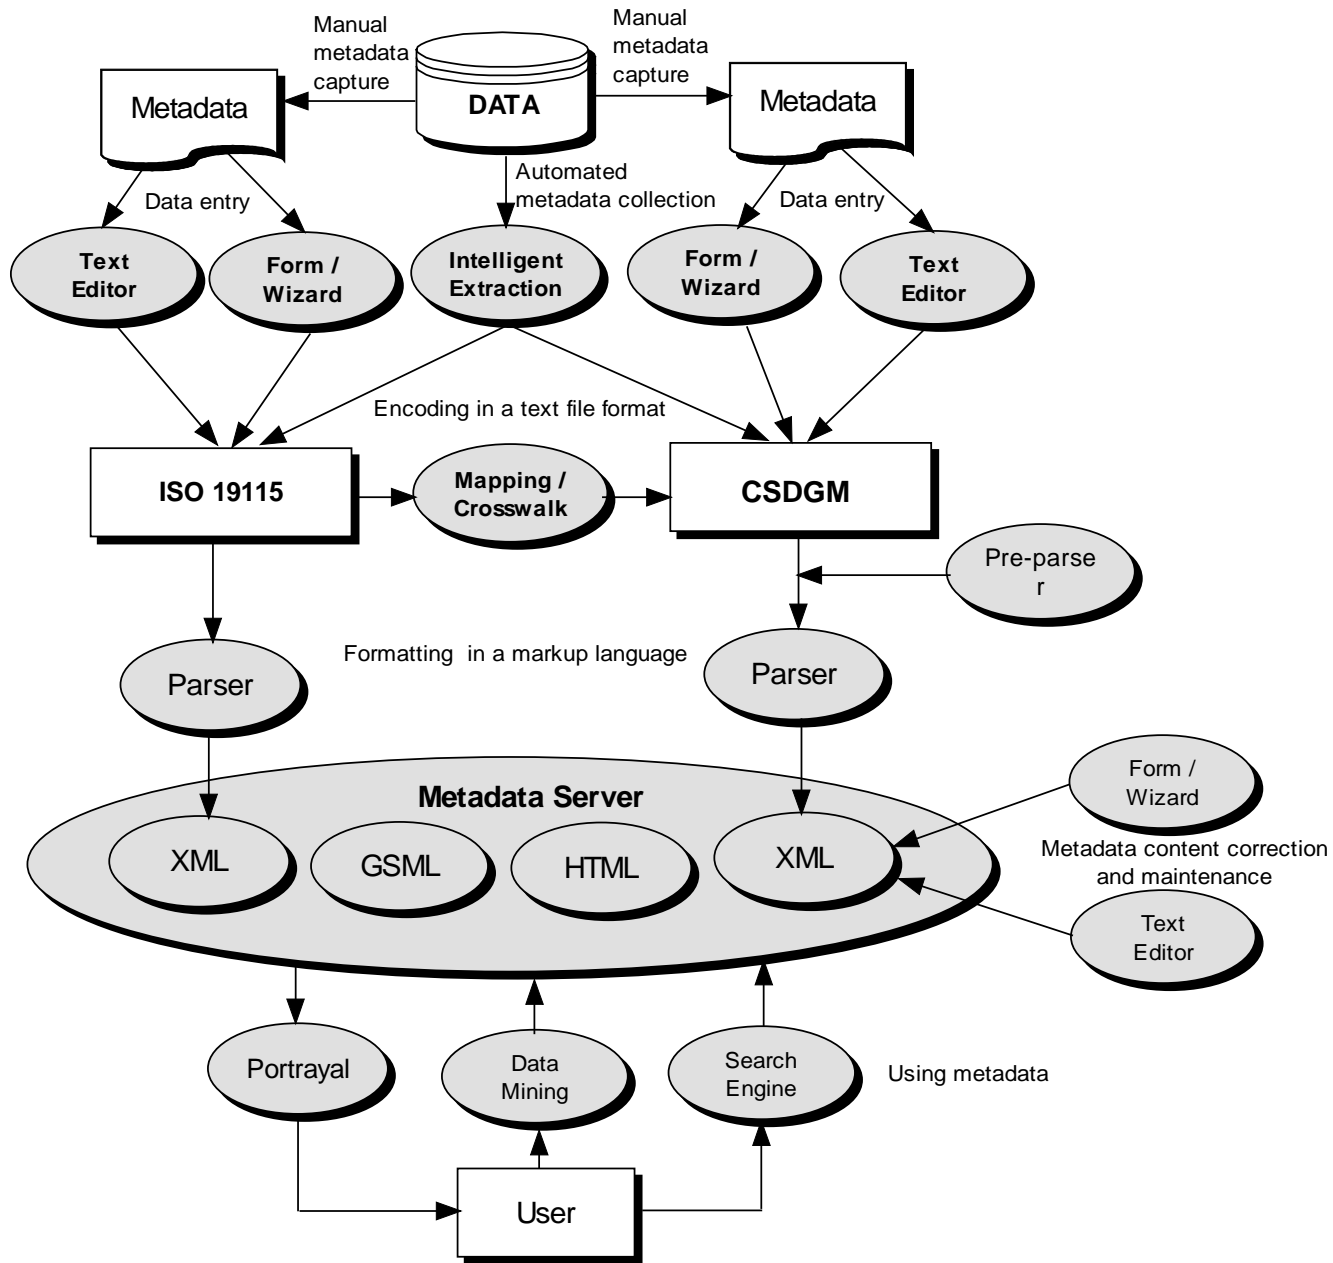 Manual
metadata
capture
Manual
metadata
capture
Metadata
DATA
Metadata
Data entry
Automated
metadata collection
Data entry
Text
Editor
Form /
Wizard
Intelligent
Extraction
Form /
Wizard
Text
Editor
Encoding in a text file format
ISO 19115
Mapping /
Crosswalk
CSDGM
Pre-parse
r
Parser
Formatting in a markup language
Parser
Metadata Server
XML
GSML
HTML
XML
Form /
Wizard
Metadata content correction
and maintenance
Text
Editor
Portrayal
Data
Mining
Search
Engine
Using metadata
User